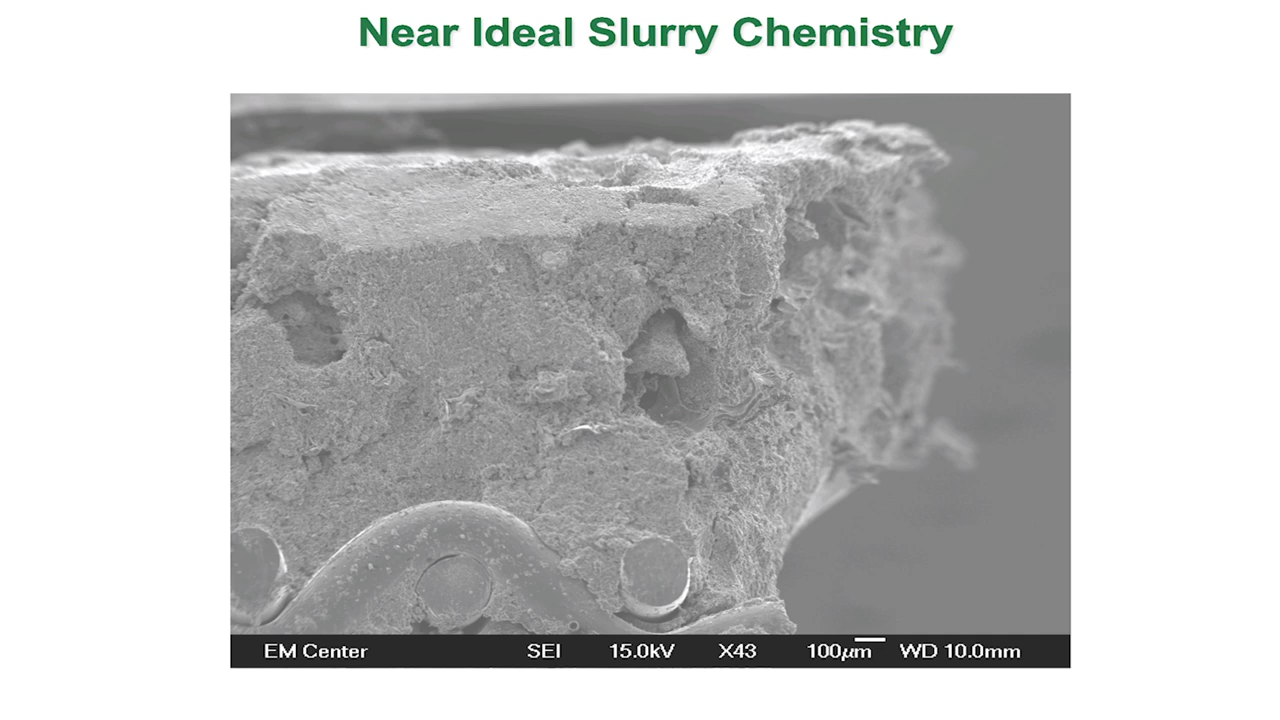 Near Ideal Slurry Chemistry
EM Center SEI 15.0kV X43 100μm WD 10.0mm